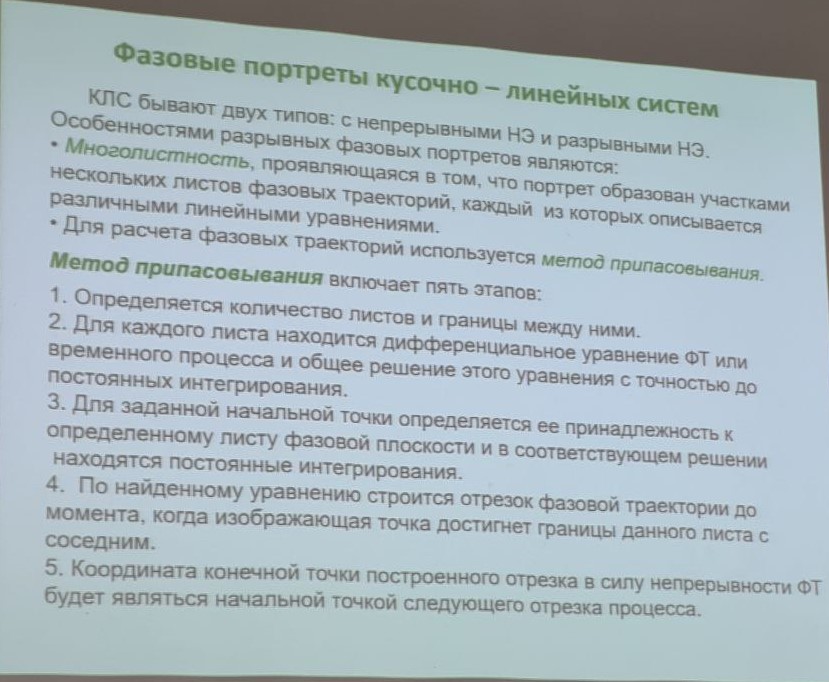 Фазовые портреты кусочно – линейных систем
КЛС бывают двух типов: с непрерывными НЭ и разрывными НЭ.
Особенностями разрывных фазовых портретов являются:
• Многолистность, проявляющаяся в том, что портрет образован участками
нескольких листов фазовых траекторий, каждый из которых описывается
различными линейными уравнениями.
• Для расчета фазовых траекторий используется метод припасовывания.
Метод припасовывания включает пять этапов:
1. Определяется количество листов и границы между ними.
2. Для каждого листа находится дифференциальное уравнение ФТ или
временного процесса и общее решение этого уравнения с точностью до
постоянных интегрирования.
3. Для заданной начальной точки определяется ее принадлежность к
определенному листу фазовой плоскости и в соответствующем решении
находятся постоянные интегрирования.
4. По найденному уравнению строится отрезок фазовой траектории до
момента, когда изображающая точка достигнет границы данного листа с
соседним.
5. Координата конечной точки построенного отрезка в силу непрерывности ФТ
будет являться начальной точкой следующего отрезка процесса.